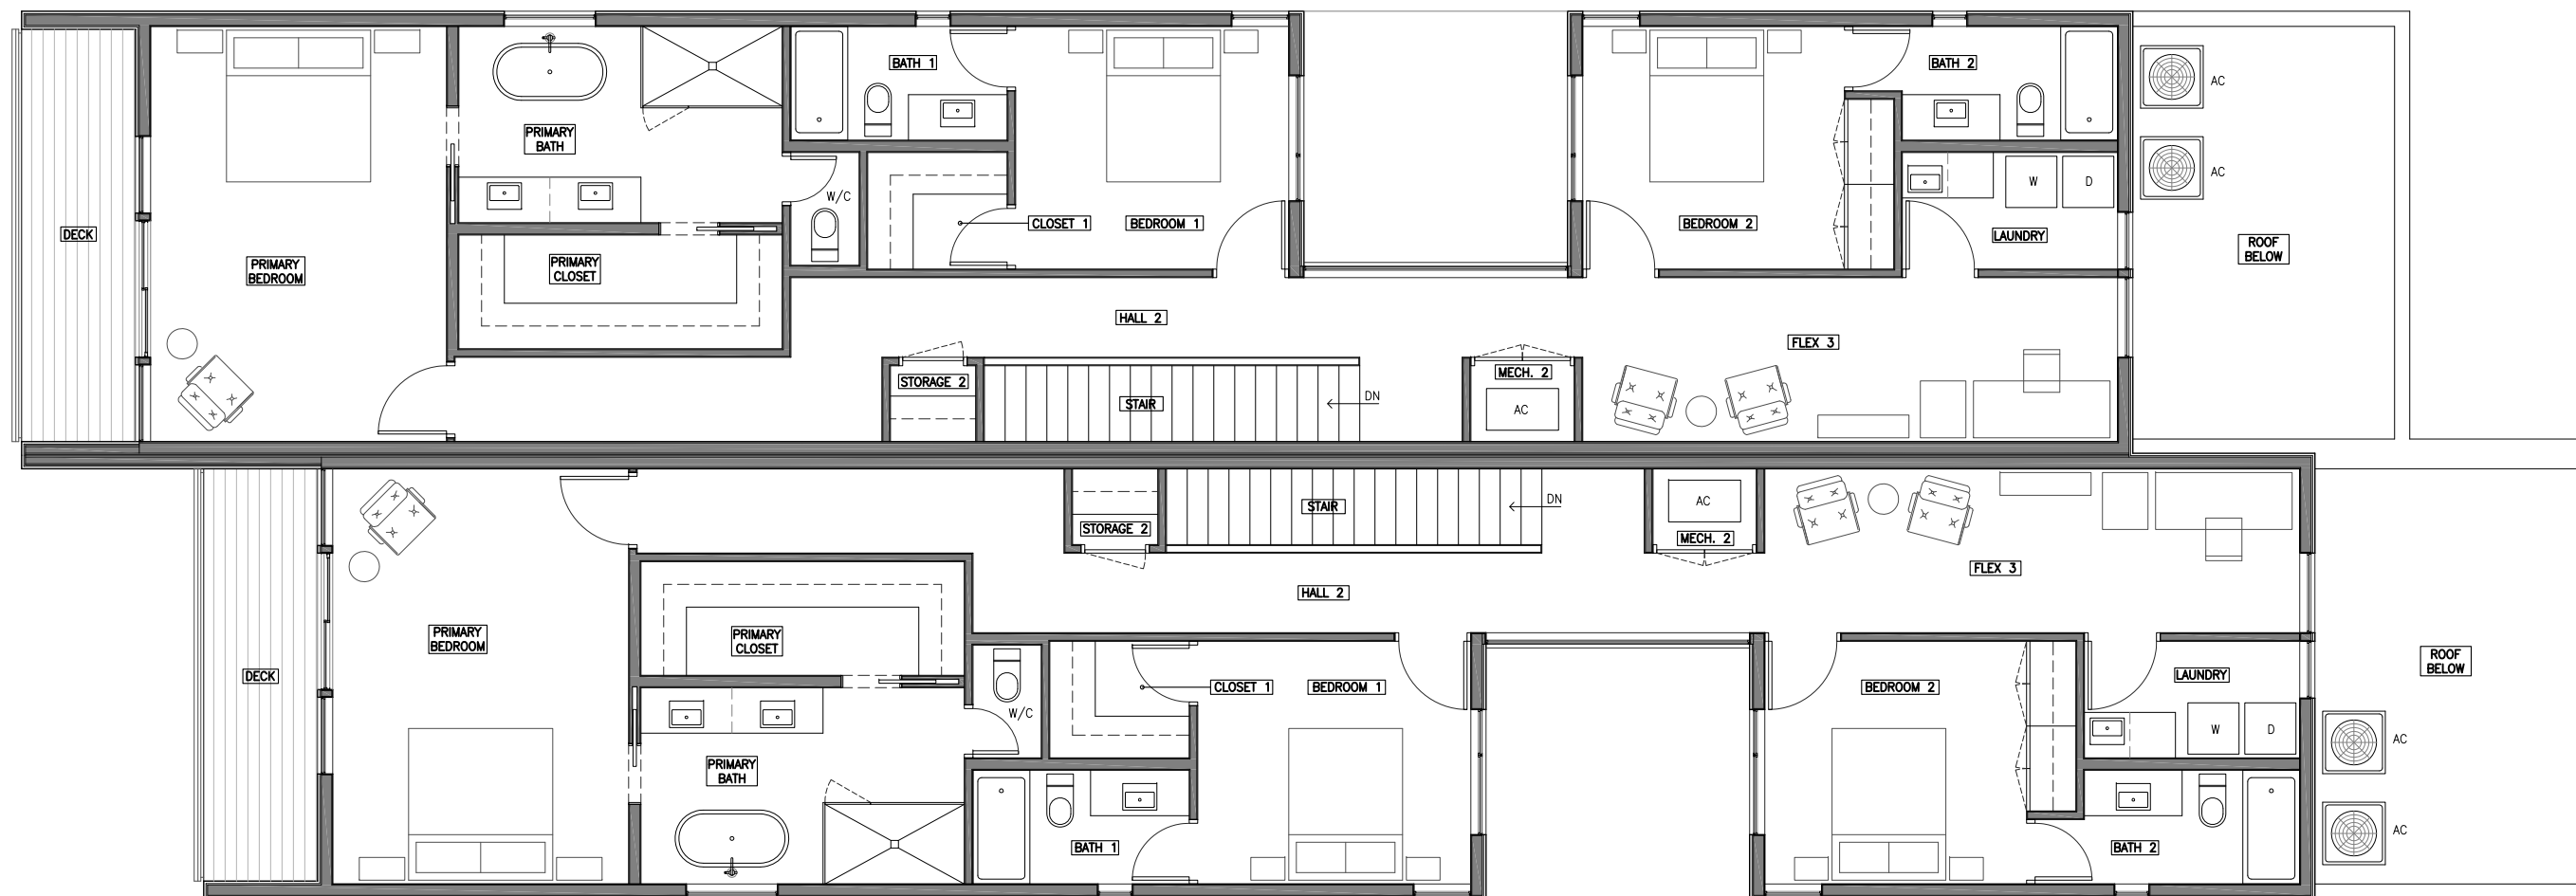 BATH 1
BATH 2
AC
PRIMARY
BATH
AC
W
D
W/C
DECK
CLOSET 1
BEDROOM 1
BEDROOM 2
LAUNDRY
ROOF
BELOW
PRIMARY
BEDROOM
PRIMARY
CLOSET
HALL 2
FLEX 3
STORAGE 2
MECH. 2
STAIR
DN
AC
STAIR
DN
AC
STORAGE 2
MECH. 2
FLEX 3
HALL 2
PRIMARY
BEDROOM
PRIMARY
CLOSET
ROOF
BELOW
DECK
CLOSET 1
BEDROOM 1
BEDROOM 2
LAUNDRY
W/C
W
D
AC
PRIMARY
BATH
AC
BATH 1
BATH 2